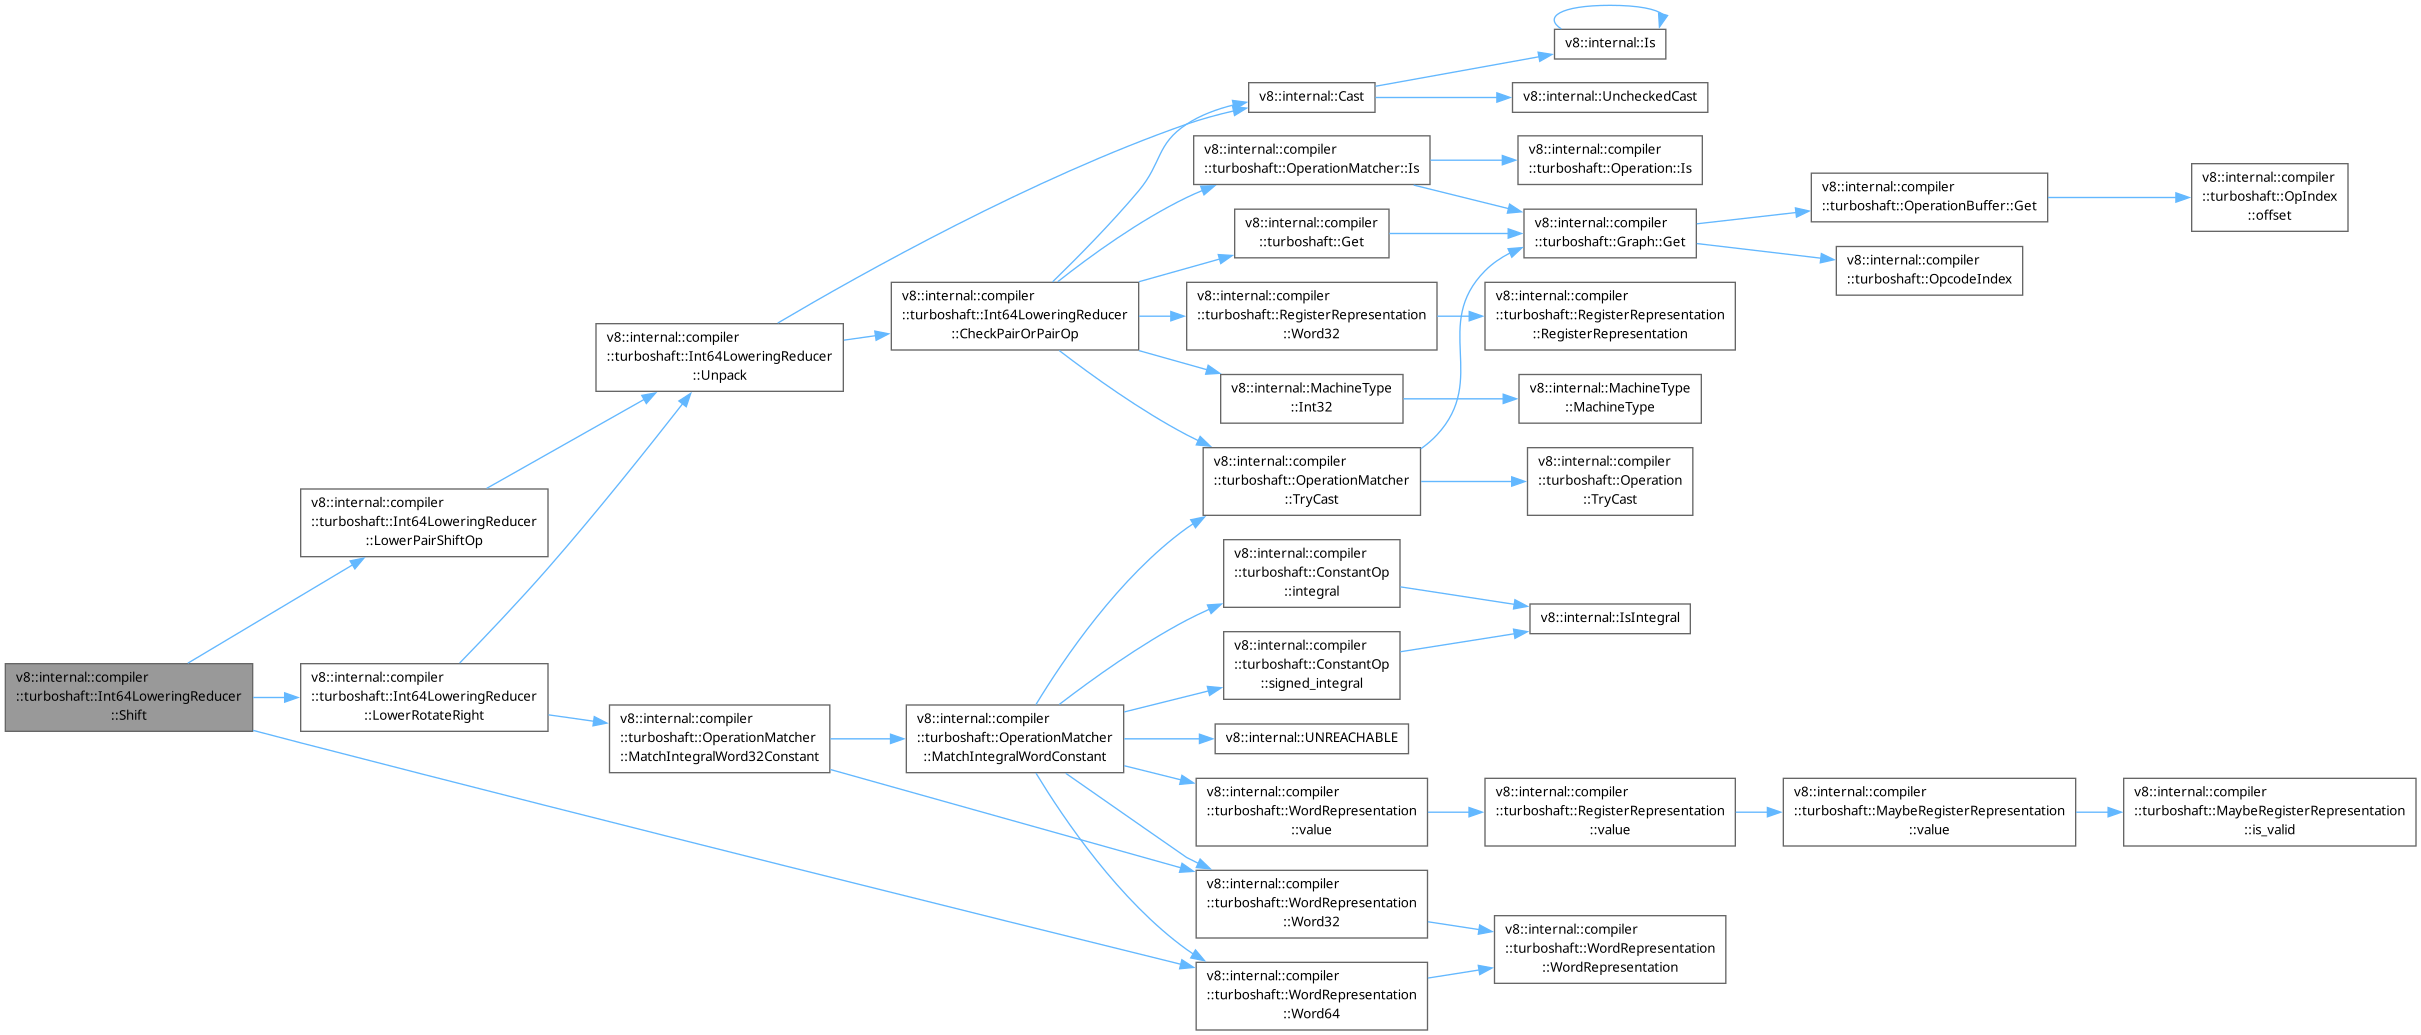 v8::internal::compiler
::turboshaft::Int64LoweringReducer
::Shift
v8::internal::compiler
::turboshaft::Int64LoweringReducer
::LowerPairShiftOp
v8::internal::compiler
::turboshaft::Int64LoweringReducer
::LowerRotateRight
v8::internal::compiler
::turboshaft::Int64LoweringReducer
::Unpack
v8::internal::compiler
::turboshaft::OperationMatcher
::MatchIntegralWord32Constant
v8::internal::compiler
::turboshaft::Int64LoweringReducer
::CheckPairOrPairOp
v8::internal::compiler
::turboshaft::OperationMatcher
::MatchIntegralWordConstant
v8::internal::Cast
v8::internal::compiler
::turboshaft::OperationMatcher::Is
v8::internal::compiler
::turboshaft::Get
v8::internal::compiler
::turboshaft::RegisterRepresentation
::Word32
v8::internal::MachineType
::Int32
v8::internal::compiler
::turboshaft::OperationMatcher
::TryCast
v8::internal::compiler
::turboshaft::ConstantOp
::integral
v8::internal::compiler
::turboshaft::ConstantOp
::signed_integral
v8::internal::UNREACHABLE
v8::internal::compiler
::turboshaft::WordRepresentation
::value
v8::internal::compiler
::turboshaft::WordRepresentation
::Word32
v8::internal::compiler
::turboshaft::WordRepresentation
::Word64
v8::internal::Is
v8::internal::UncheckedCast
v8::internal::compiler
::turboshaft::Operation::Is
v8::internal::compiler
::turboshaft::Graph::Get
v8::internal::compiler
::turboshaft::RegisterRepresentation
::RegisterRepresentation
v8::internal::MachineType
::MachineType
v8::internal::compiler
::turboshaft::Operation
::TryCast
v8::internal::IsIntegral
v8::internal::compiler
::turboshaft::RegisterRepresentation
::value
v8::internal::compiler
::turboshaft::WordRepresentation
::WordRepresentation
v8::internal::compiler
::turboshaft::OperationBuffer::Get
v8::internal::compiler
::turboshaft::OpcodeIndex
v8::internal::compiler
::turboshaft::MaybeRegisterRepresentation
::value
v8::internal::compiler
::turboshaft::OpIndex
::offset
v8::internal::compiler
::turboshaft::MaybeRegisterRepresentation
::is_valid